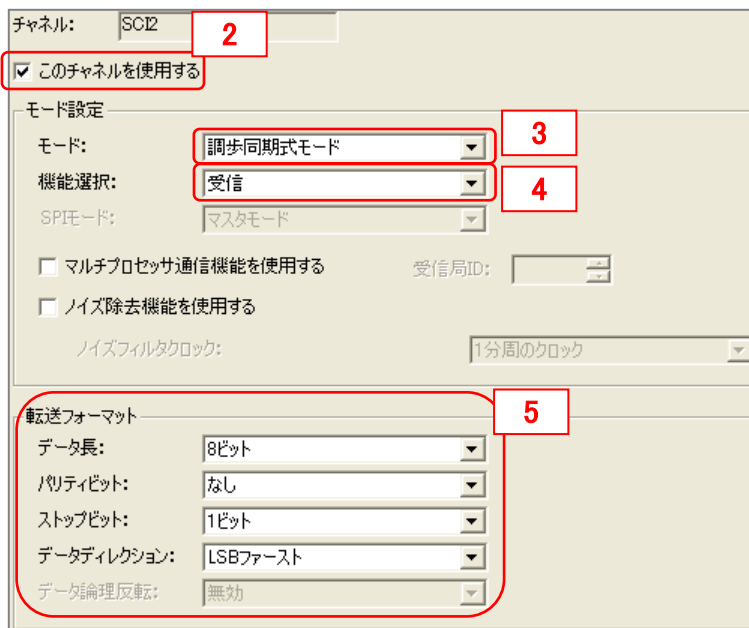 チャネル: SCI2
2
このチャネルを使用する
モード設定
モード: 調歩同期式モード
3
機能選択: 受信
4
SPIモード: マスタモード
マルチプロセッサ通信機能を使用する 受信局ID:
ノイズ除去機能を使用する
ノイズフィルタクロック: 1分周のクロック
転送フォーマット
5
データ長: 8ビット
パリティビット: なし
ストップビット: 1ビット
データディレクション: LSBファースト
データ論理反転: 無効